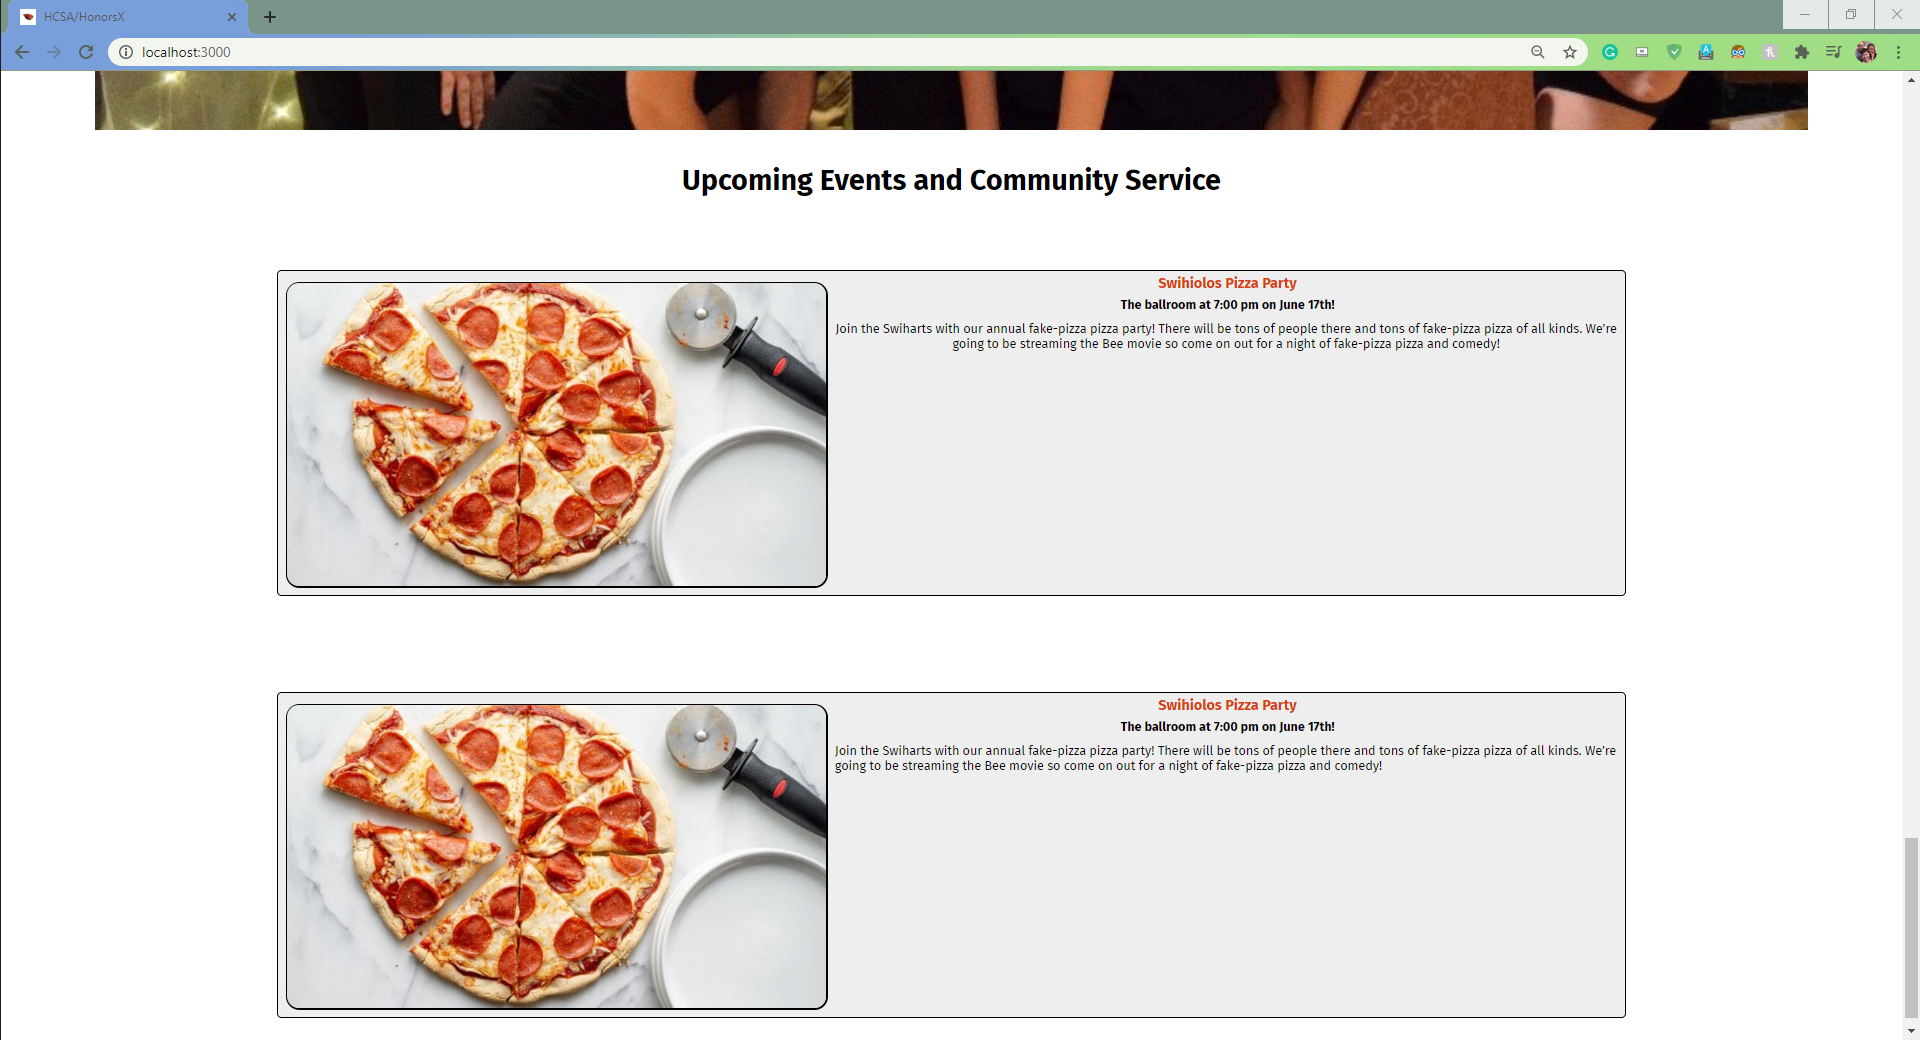 HCSA/HonorsX
localhost:3000
Upcoming Events and Community Service
Swihiolos Pizza Party
The ballroom at 7:00 pm on June 17th!
Join the Swiharts with our annual fake-pizza pizza party! There will be tons of people there and tons of fake-pizza pizza of all kinds. We're
going to be streaming the Bee movie so come on out for a night of fake-pizza pizza and comedy!
Swihiolos Pizza Party
The ballroom at 7:00 pm on June 17th!
Join the Swiharts with our annual fake-pizza pizza party! There will be tons of people there and tons of fake-pizza pizza of all kinds. We're
going to be streaming the Bee movie so come on out for a night of fake-pizza pizza and comedy!